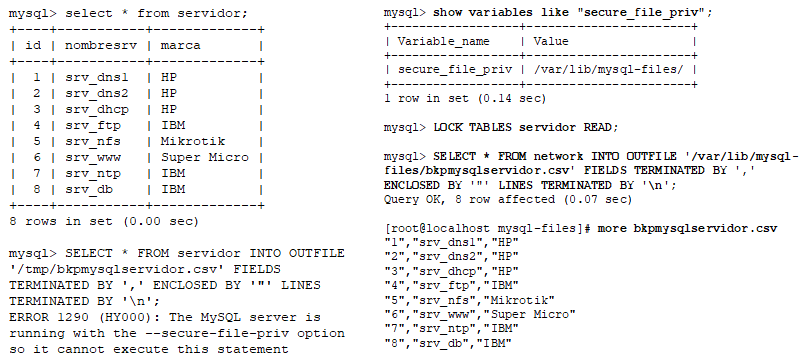 mysql> select * from servidor;
+----+-----------+-------------+
| id | nombresrv | marca       |
+----+-----------+-------------+
|  1 | srv_dns1  | HP          |
|  2 | srv_dns2  | HP          |
|  3 | srv_dhcp  | HP          |
|  4 | srv_ftp   | IBM         |
|  5 | srv_nfs   | Mikrotik    |
|  6 | srv_www   | Super Micro |
|  7 | srv_ntp   | IBM         |
|  8 | srv_db    | IBM         |
+----+-----------+-------------+
8 rows in set (0.00 sec)
mysql> SELECT * FROM servidor INTO OUTFILE
'/tmp/bkpmysqlservidor.csv' FIELDS
TERMINATED BY ',' ENCLOSED BY '"' LINES
TERMINATED BY '\n';
ERROR 1290 (HY000): The MySQL server is
running with the --secure-file-priv option
so it cannot execute this statement
mysql> show variables like "secure_file_priv";
+------------------+-----------------------+
| Variable_name    | Value                 |
+------------------+-----------------------+
| secure_file_priv | /var/lib/mysql-files/ |
+------------------+-----------------------+
1 row in set (0.14 sec)
mysql> LOCK TABLES servidor READ;
mysql> SELECT * FROM network INTO OUTFILE '/var/lib/mysql-
files/bkpmysqlservidor.csv' FIELDS TERMINATED BY ','
ENCLOSED BY '"' LINES TERMINATED BY '\n';
Query OK, 8 row affected (0.07 sec)
[root@localhost mysql-files]# more bkpmysqlservidor.csv
"1","srv_dns1","HP"
"2","srv_dns2","HP"
"3","srv_dhcp","HP"
"4","srv_ftp","IBM"
"5","srv_nfs","Mikrotik"
"6","srv_www","Super Micro"
"7","srv_ntp","IBM"
"8","srv_db","IBM"